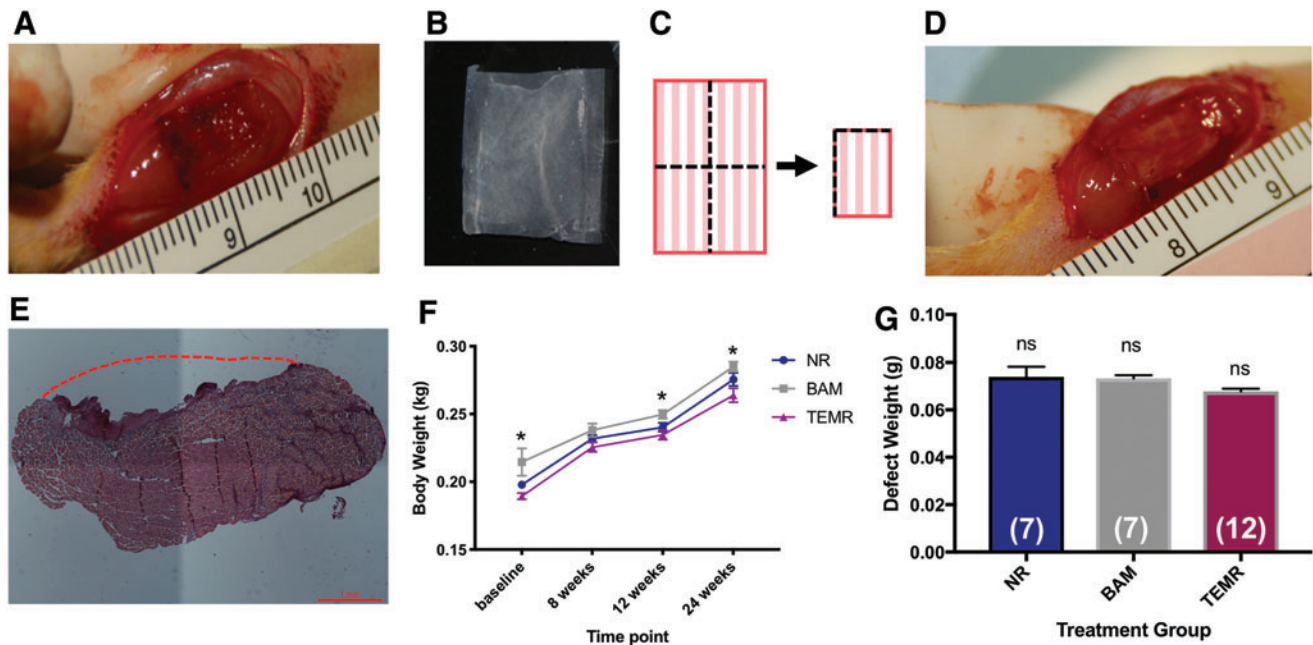 A
B
C
D
9
10
8
9
E
1 mm
F
Body Weight (kg)
0.30
0.25
0.20
0.15
*
*
*
NR
BAM
TEMR
baseline
8 weeks
12 weeks
24 weeks
Time point
G
Defect Weight (g)
0.10
0.08
0.06
0.04
0.02
0.00
ns
ns
ns
(7)
(7)
(12)
NR
BAM
TEMR
Treatment Group